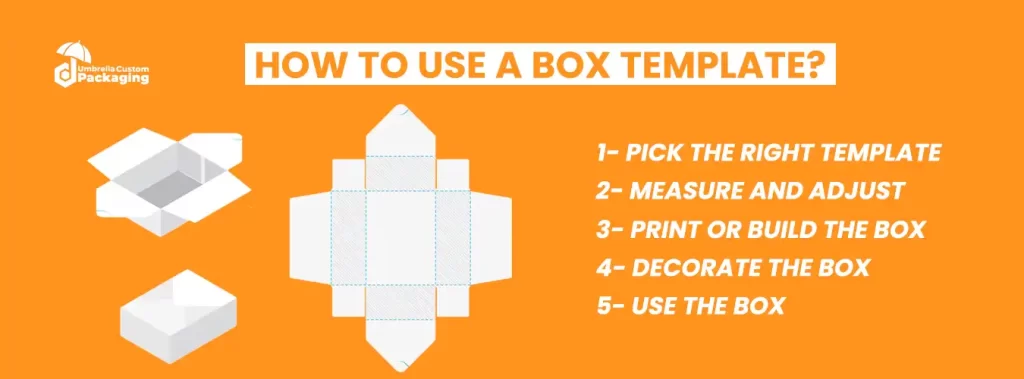 Umbrella Custom
Packaging
HOW TO USE A BOX TEMPLATE?
1- PICK THE RIGHT TEMPLATE
2- MEASURE AND ADJUST
3- PRINT OR BUILD THE BOX
4- DECORATE THE BOX
5- USE THE BOX